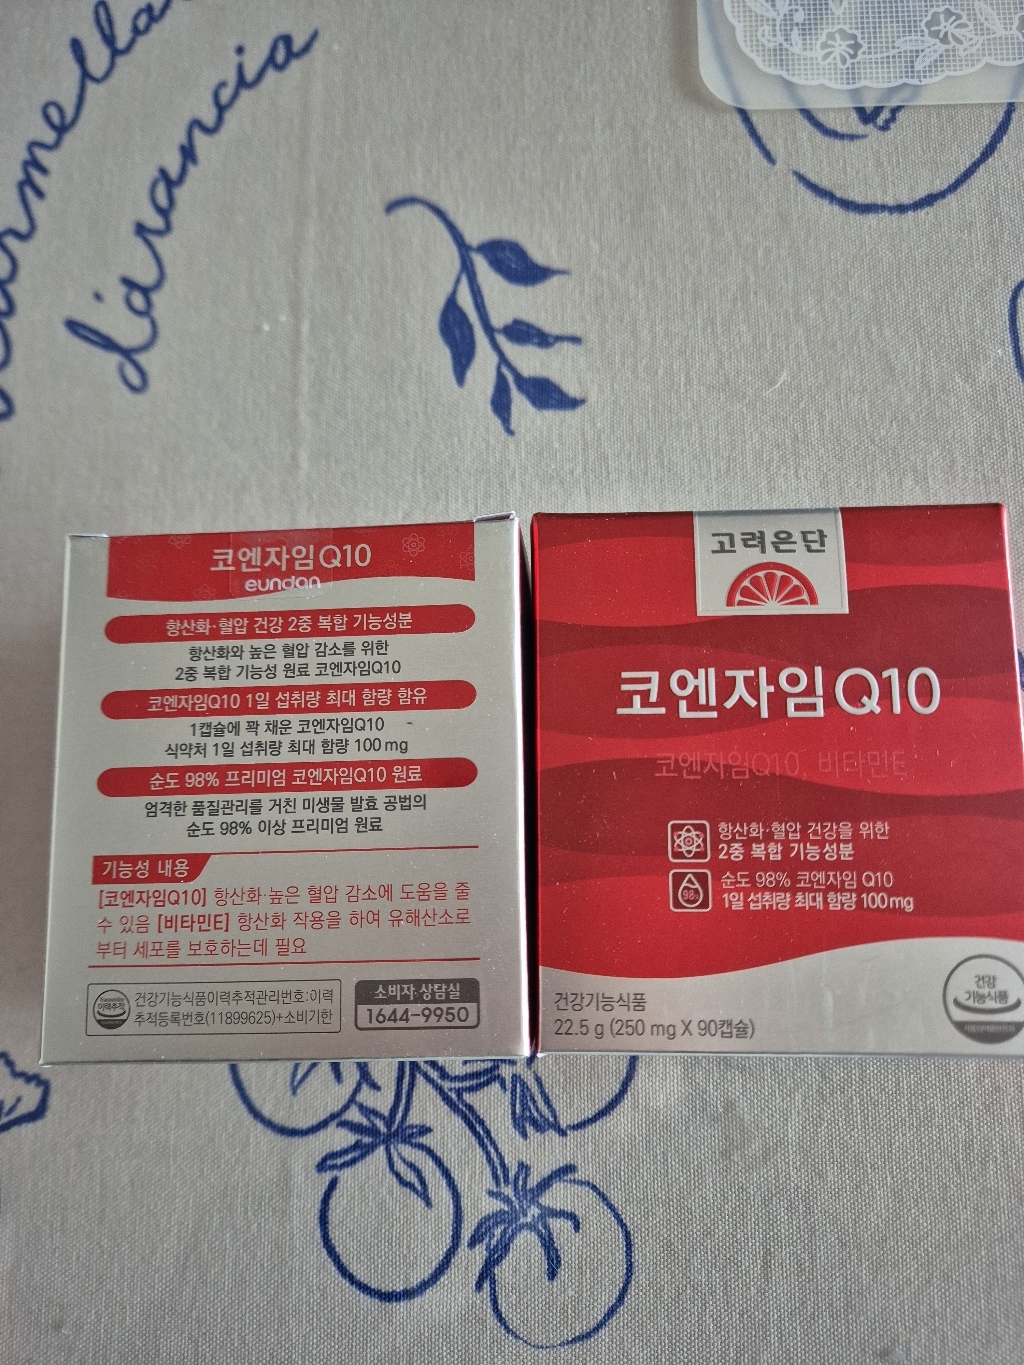 marmella
d'arancia
코엔자임Q10
eundan
항산화·혈압 건강 2중 복합 기능성분
항산화와 높은 혈압 감소를 위한
2중 복합 기능성 원료 코엔자임Q10
코엔자임Q10 1일 섭취량 최대 함량 함유
1캡슐에 꽉 채운 코엔자임Q10
식약처 1일 섭취량 최대 함량 100mg
순도 98% 프리미엄 코엔자임Q10 원료
엄격한 품질관리를 거친 미생물 발효 공법의
순도 98% 이상 프리미엄 원료
기능성 내용
[코엔자임Q10] 항산화·높은 혈압 감소에 도움을 줄
수 있음 [비타민E] 항산화 작용을 하여 유해산소로
부터 세포를 보호하는데 필요
이력추적
건강기능식품이력추적관리번호:이력
추적등록번호(11899625)+소비기한
소비자 상담실
1644-9950
고려은단
코엔자임Q10
코엔자임Q10, 비타민E
항산화·혈압 건강을 위한
2중 복합 기능성분
98%
순도 98% 코엔자임 Q10
1일 섭취량 최대 함량 100mg
건강기능식품
22.5 g (250 mg X 90캡슐)
건강
기능식품